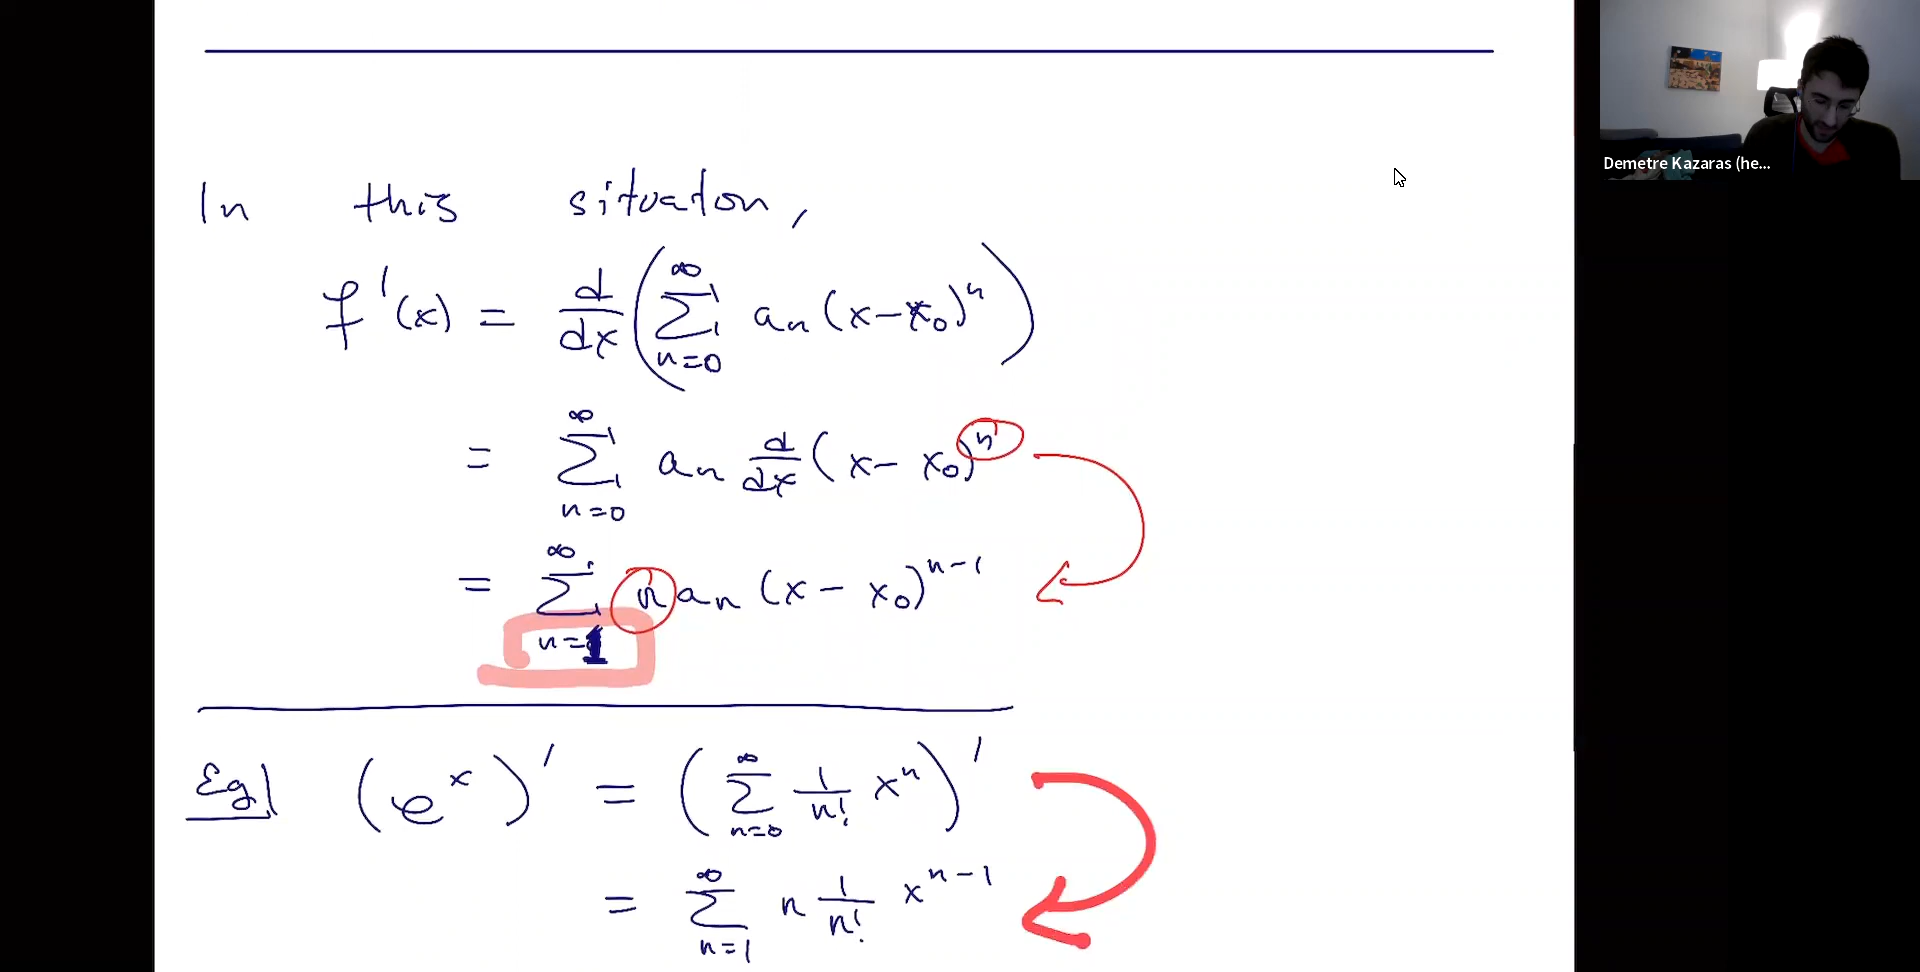 In this situaton,
f'(x) = d/dx ( ∑_{n=0}^{∞} a_n (x-x_0)^n )
= ∑_{n=0}^{∞} a_n d/dx (x-x_0)^n
= ∑_{n=1}^{∞} n a_n (x-x_0)^{n-1}
Eg) (e^x)' = ( ∑_{n=0}^{∞} 1/n! x^n )'
= ∑_{n=1}^{∞} n 1/n! x^{n-1}
Demetre Kazaras (he...